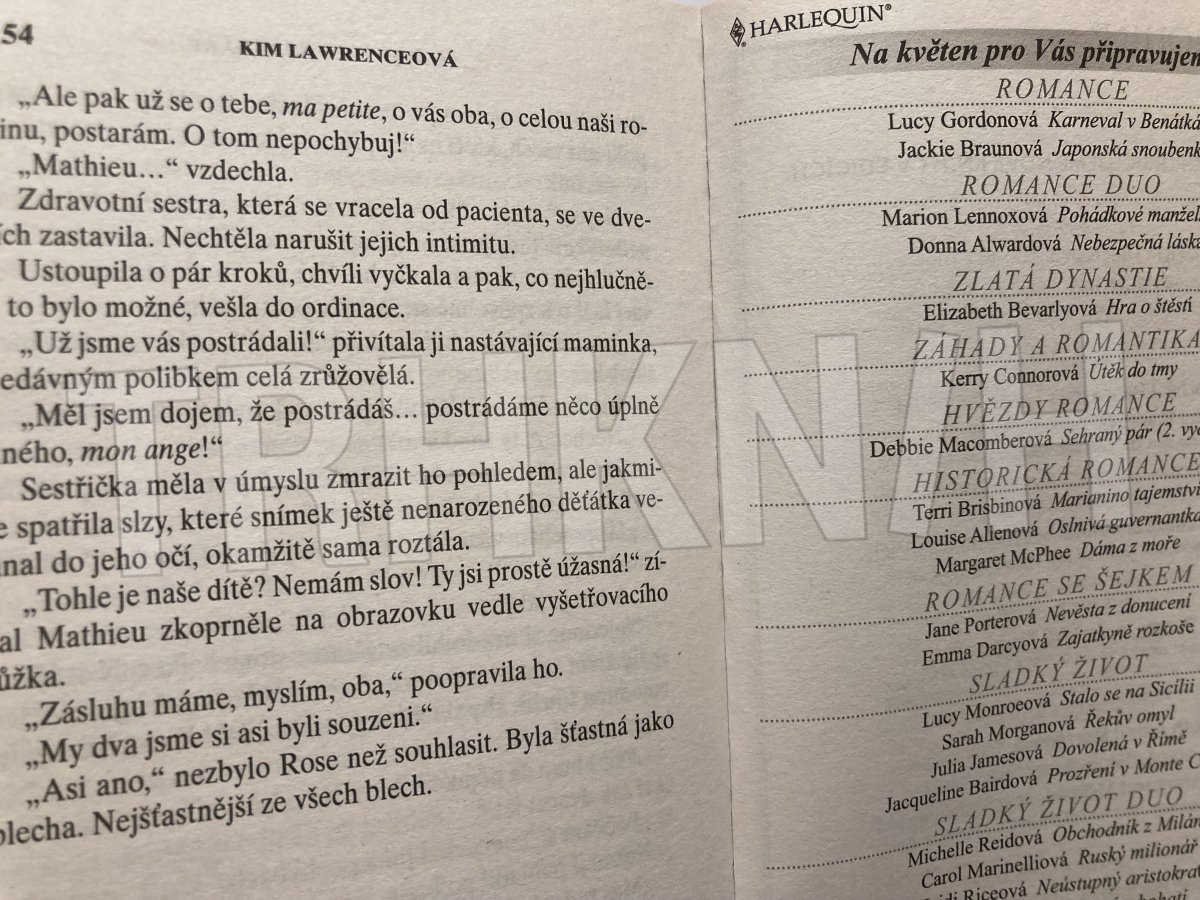 54
KIM LAWRENCEOVÁ
„Ale pak už se o tebe, ma petite, o vás oba, o celou naši ro-
inu, postarám. O tom nepochybuj!“
„Mathieu…“ vzdechla.
Zdravotní sestra, která se vracela od pacienta, se ve dve-
ích zastavila. Nechtěla narušit jejich intimitu.
Ustoupila o pár kroků, chvíli vyčkala a pak, co nejhlučně-
to bylo možné, vešla do ordinace.
„Už jsme vás postrádali!“ přivítala ji nastávající maminka,
edávným polibkem celá zrůžovělá.
„Měl jsem dojem, že postrádáš… postrádáme něco úplně
ného, mon ange!“
Sestřička měla v úmyslu zmrazit ho pohledem, ale jakmi-
e spatřila slzy, které snímek ještě nenarozeného děťátka ve-
nal do jeho očí, okamžitě sama roztála.
„Tohle je naše dítě? Nemám slov! Ty jsi prostě úžasná!“ zí-
al Mathieu zkoprněle na obrazovku vedle vyšetřovacího
ůžka.
„Zásluhu máme, myslím, oba,“ poopravila ho.
„My dva jsme si asi byli souzeni.“
„Asi ano,“ nezbylo Rose než souhlasit. Byla šťastná jako
blecha. Nejšťastnější ze všech blech.
HARLEQUIN®
Na květen pro Vás připravujem
ROMANCE
Lucy Gordonová Karneval v Benátká
Jackie Braunová Japonská snoubenk
ROMANCE DUO
Marion Lennoxová Pohádkové manžel
Donna Alwardová Nebezpečná láska
ZLATÁ DYNASTIE
Elizabeth Bevarlyová Hra o štěstí
ZÁHADY A ROMANTIKA
Kerry Connorová Útěk do tmy
HVĚZDY ROMANCE
Debbie Macomberová Sehraný pár (2. vyd
HISTORICKÁ ROMANCE
Terri Brisbinová Marianino tajemství
Louise Allenová Oslnivá guvernantka
Margaret McPhee Dáma z moře
ROMANCE SE ŠEJKEM
Jane Porterová Nevěsta z donucení
Emma Darcyová Zajatkyně rozkoše
SLADKÝ ŽIVOT
Lucy Monroeová Stalo se na Sicílii
Sarah Morganová Řekův omyl
Julia Jamesová Dovolená v Římě
Jacqueline Bairdová Prozření v Monte C
SLADKÝ ŽIVOT DUO
Michelle Reidová Obchodník z Milán
Carol Marinelliová Ruský milionář
idi Riceová Neústupný aristokrat
TRHKNIH